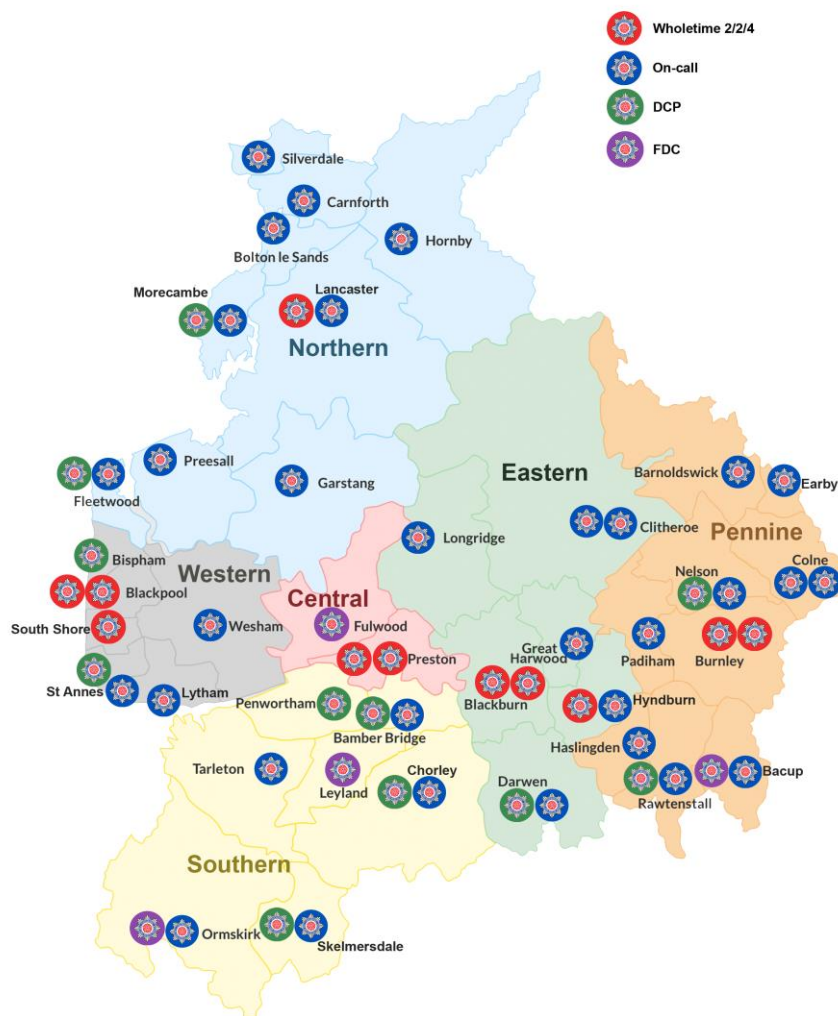 Wholetime 2/2/4
On-call
DCP
FDC
Silverdale
Carnforth
Bolton le Sands
Hornby
Morecambe
Lancaster
Northern
Preesall
Garstang
Fleetwood
Eastern
Barnoldswick
Earby
Clitheroe
Pennine
Longridge
Bispham
Western
Blackpool
Central
Nelson
Colne
South Shore
Wesham
Fulwood
Preston
Great
Harwood
Padiham
Burnley
St Annes
Lytham
Penwortham
Blackburn
Hyndburn
Bamber Bridge
Haslingden
Tarleton
Leyland
Chorley
Darwen
Rawtenstall
Bacup
Southern
Ormskirk
Skelmersdale